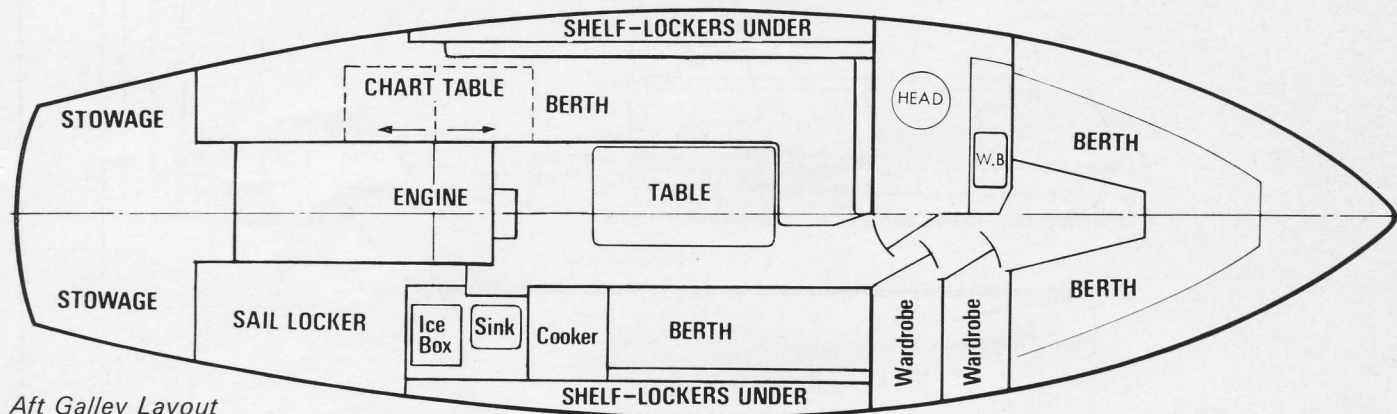 SHELF-LOCKERS UNDER
CHART TABLE
BERTH
STOWAGE
HEAD
BERTH
W.B
ENGINE
TABLE
STOWAGE
SAIL LOCKER
Ice
Box
Sink
Cooker
BERTH
Wardrobe
Wardrobe
BERTH
SHELF-LOCKERS UNDER
Aft Galley Layout